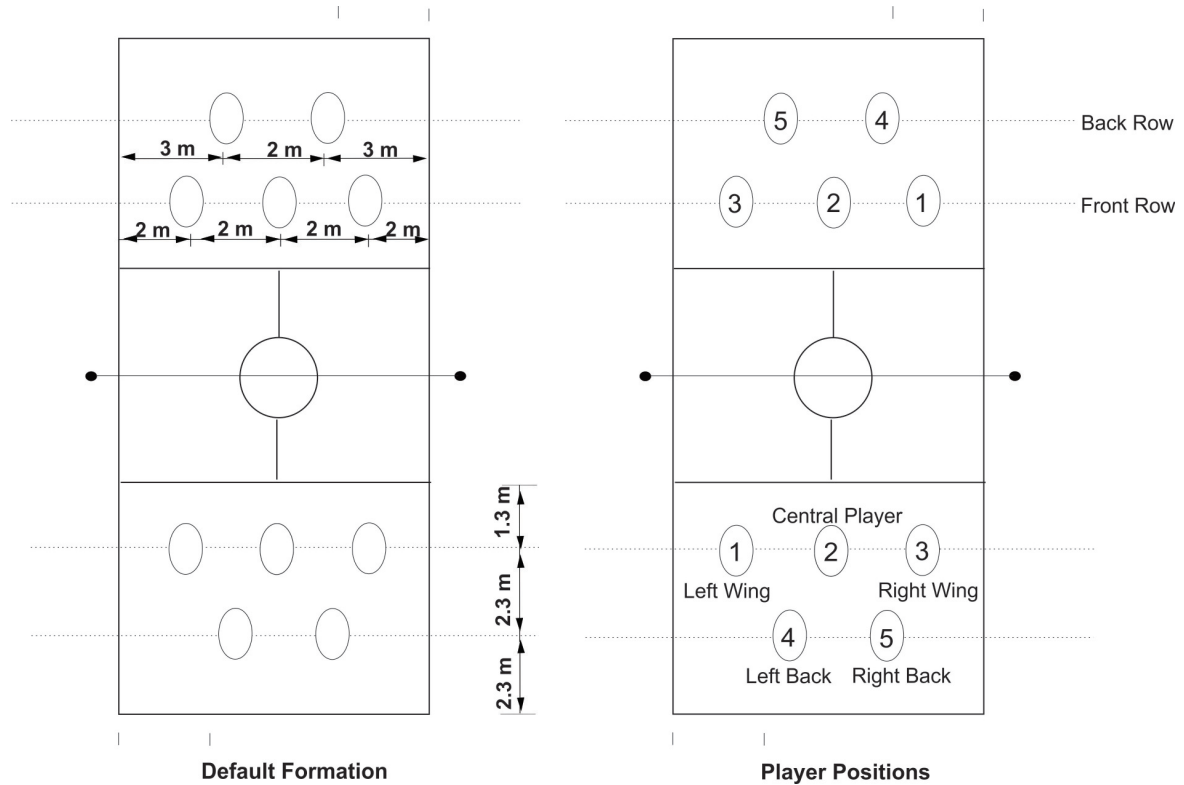 5 4 Back Row
3 m 2 m 3 m
3 2 1 Front Row
2 m 2 m 2 m 2 m
1.3 m
Central Player
1 2 3
Left Wing Right Wing
2.3 m
4 5
Left Back Right Back
2.3 m
Default Formation
Player Positions